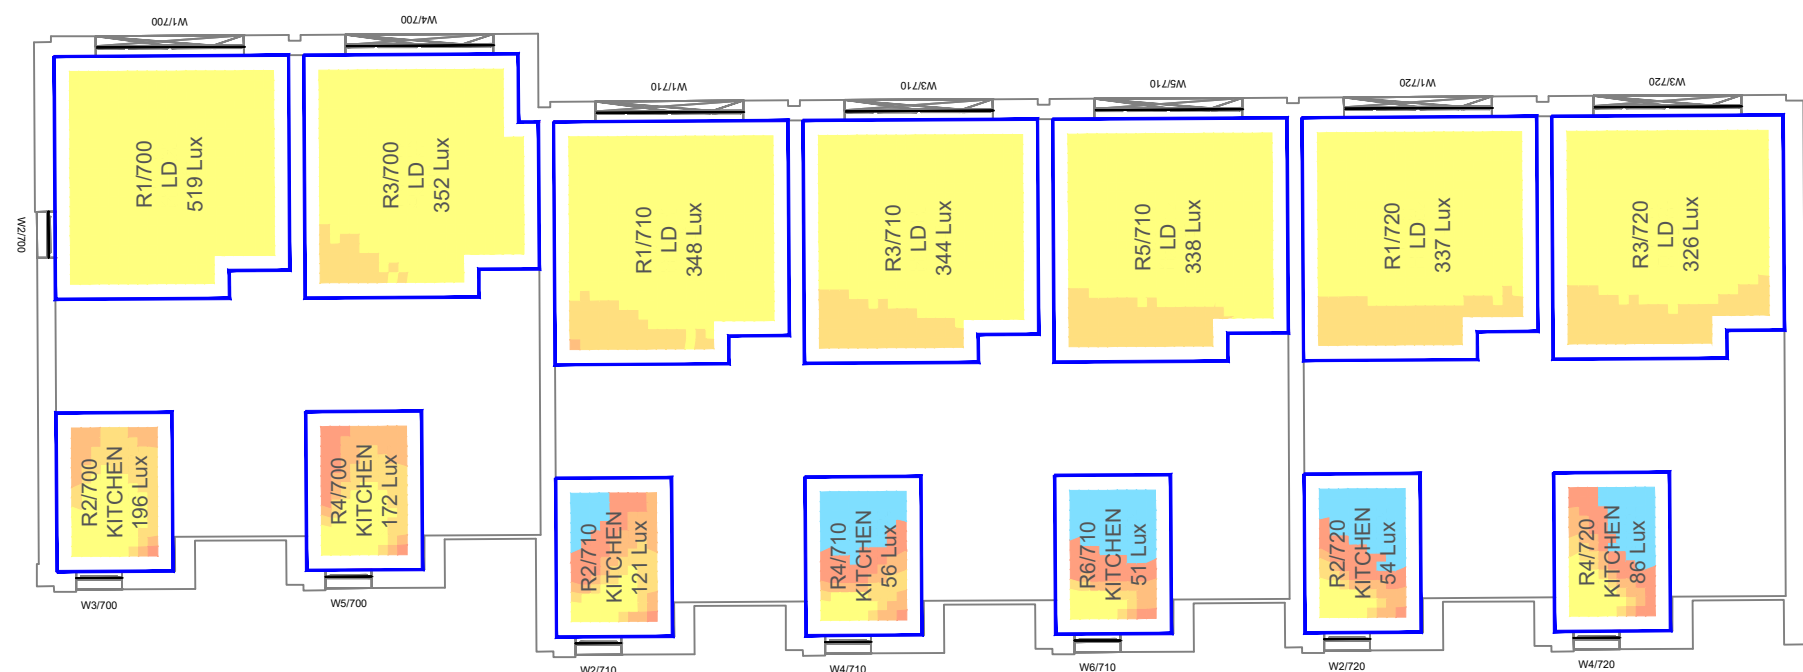 W1/700
W4/700
W1/710
W3/710
W5/710
W1/720
W3/720
W2/700
R1/700
LD
519 Lux
R3/700
LD
352 Lux
R1/710
LD
348 Lux
R3/710
LD
344 Lux
R5/710
LD
338 Lux
R1/720
LD
337 Lux
R3/720
LD
326 Lux
R2/700
KITCHEN
196 Lux
R4/700
KITCHEN
172 Lux
R2/710
KITCHEN
121 Lux
R4/710
KITCHEN
56 Lux
R6/710
KITCHEN
51 Lux
R2/720
KITCHEN
54 Lux
R4/720
KITCHEN
86 Lux
W3/700
W5/700
W2/710
W4/710
W6/710
W2/720
W4/720